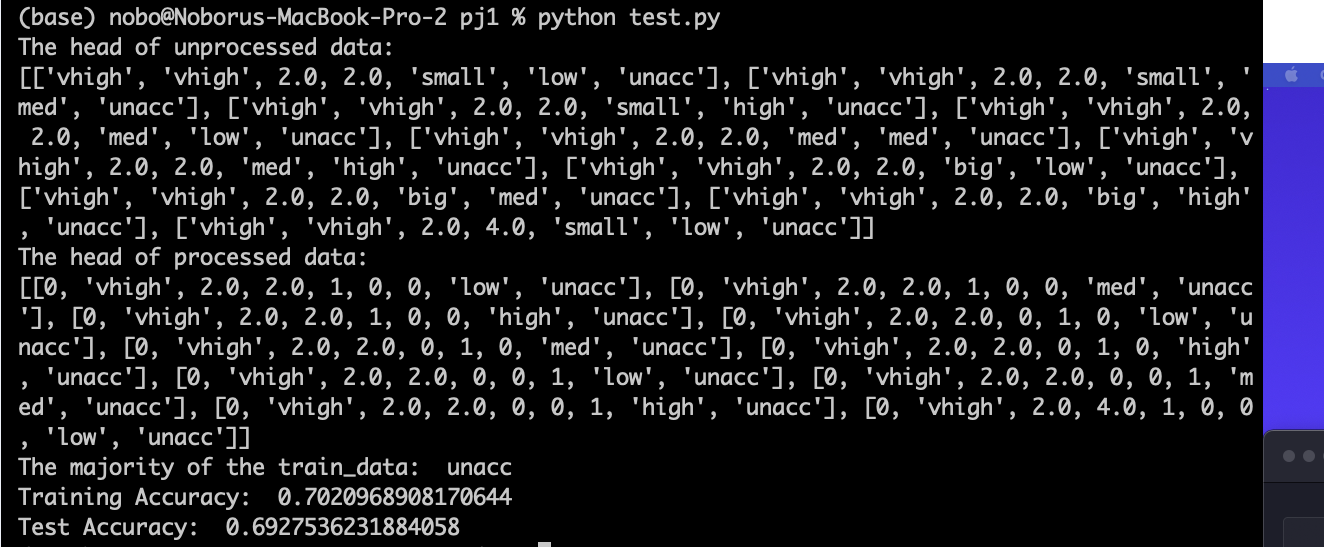 (base) nobo@Noborus-MacBook-Pro-2 pj1 % python test.py
The head of unprocessed data:
[['vhigh', 'vhigh', 2.0, 2.0, 'small', 'low', 'unacc'], ['vhigh', 'vhigh', 2.0, 2.0, 'small', '
med', 'unacc'], ['vhigh', 'vhigh', 2.0, 2.0, 'small', 'high', 'unacc'], ['vhigh', 'vhigh', 2.0,
 2.0, 'med', 'low', 'unacc'], ['vhigh', 'vhigh', 2.0, 2.0, 'med', 'med', 'unacc'], ['vhigh', 'v
high', 2.0, 2.0, 'med', 'high', 'unacc'], ['vhigh', 'vhigh', 2.0, 2.0, 'big', 'low', 'unacc'],
['vhigh', 'vhigh', 2.0, 2.0, 'big', 'med', 'unacc'], ['vhigh', 'vhigh', 2.0, 2.0, 'big', 'high'
, 'unacc'], ['vhigh', 'vhigh', 2.0, 4.0, 'small', 'low', 'unacc']]
The head of processed data:
[[0, 'vhigh', 2.0, 2.0, 1, 0, 0, 'low', 'unacc'], [0, 'vhigh', 2.0, 2.0, 1, 0, 0, 'med', 'unacc
'], [0, 'vhigh', 2.0, 2.0, 1, 0, 0, 'high', 'unacc'], [0, 'vhigh', 2.0, 2.0, 0, 1, 0, 'low', 'u
nacc'], [0, 'vhigh', 2.0, 2.0, 0, 1, 0, 'med', 'unacc'], [0, 'vhigh', 2.0, 2.0, 0, 1, 0, 'high'
, 'unacc'], [0, 'vhigh', 2.0, 2.0, 0, 0, 1, 'low', 'unacc'], [0, 'vhigh', 2.0, 2.0, 0, 0, 1, 'm
ed', 'unacc'], [0, 'vhigh', 2.0, 2.0, 0, 0, 1, 'high', 'unacc'], [0, 'vhigh', 2.0, 4.0, 1, 0, 0
, 'low', 'unacc']]
The majority of the train_data:  unacc
Training Accuracy:  0.7020968908170644
Test Accuracy:  0.6927536231884058